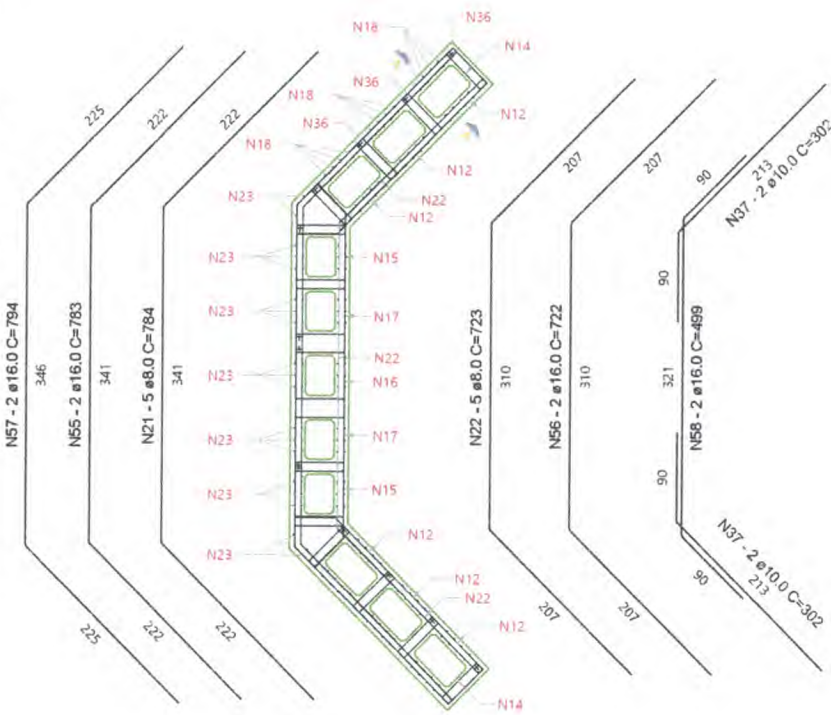 N36
N18
N14
N36
N18
N12
N36
N18
N12
N23
N22
N12
N23
N15
N23
N17
N22
N23
N16
N23
N17
N23
N15
N23
N12
N12
N22
N12
N14
225
222
222
N57 - 2 ø16.0 C=794
346
N55 - 2 ø16.0 C=783
341
N21 - 5 ø8.0 C=784
341
225
222
222
207
207
N22 - 5 ø8.0 C=723
310
N56 - 2 ø16.0 C=722
310
207
207
90
213
N37 - 2 ø10.0 C=302
90
321
N58 - 2 ø16.0 C=499
90
N37 - 2 ø10.0 C=302
90
213